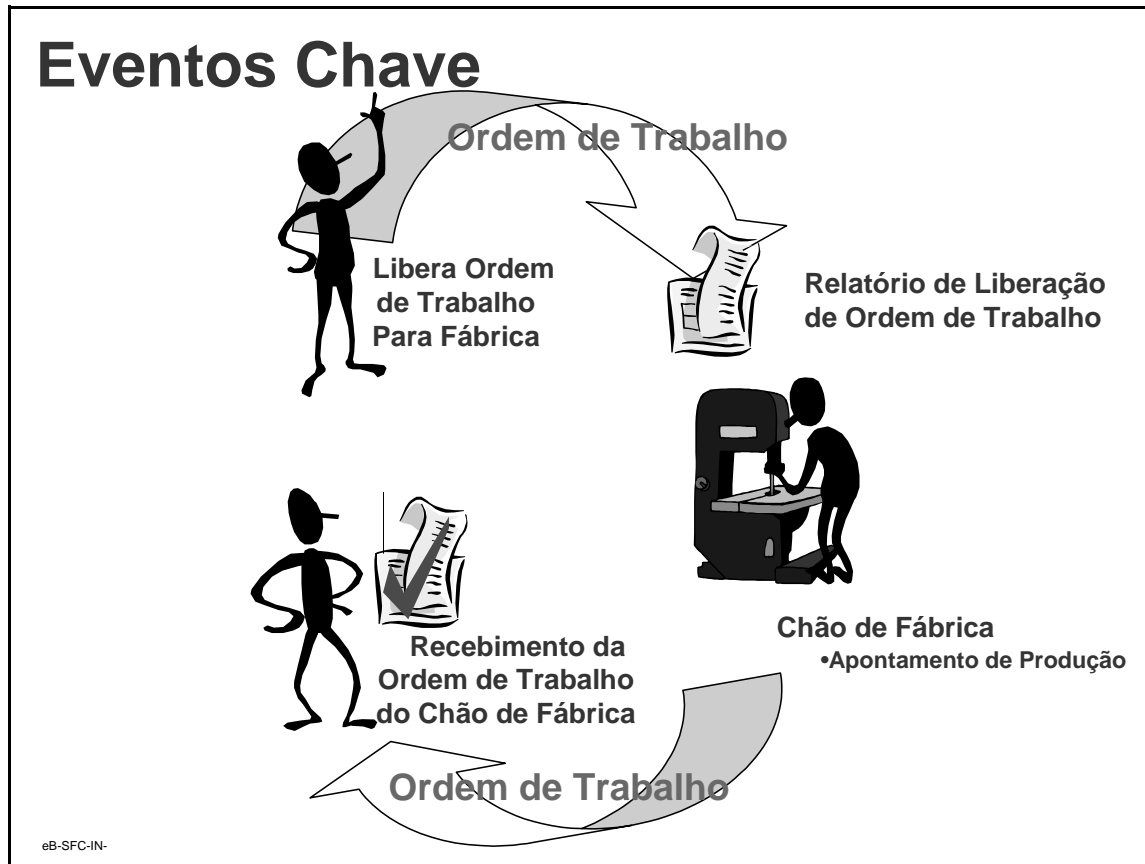 Eventos Chave
Ordem de Trabalho
Libera Ordem
de Trabalho
Para Fábrica
Relatório de Liberação
de Ordem de Trabalho
Chão de Fábrica
•Apontamento de Produção
Recebimento da
Ordem de Trabalho
do Chão de Fábrica
Ordem de Trabalho
eB-SFC-IN-